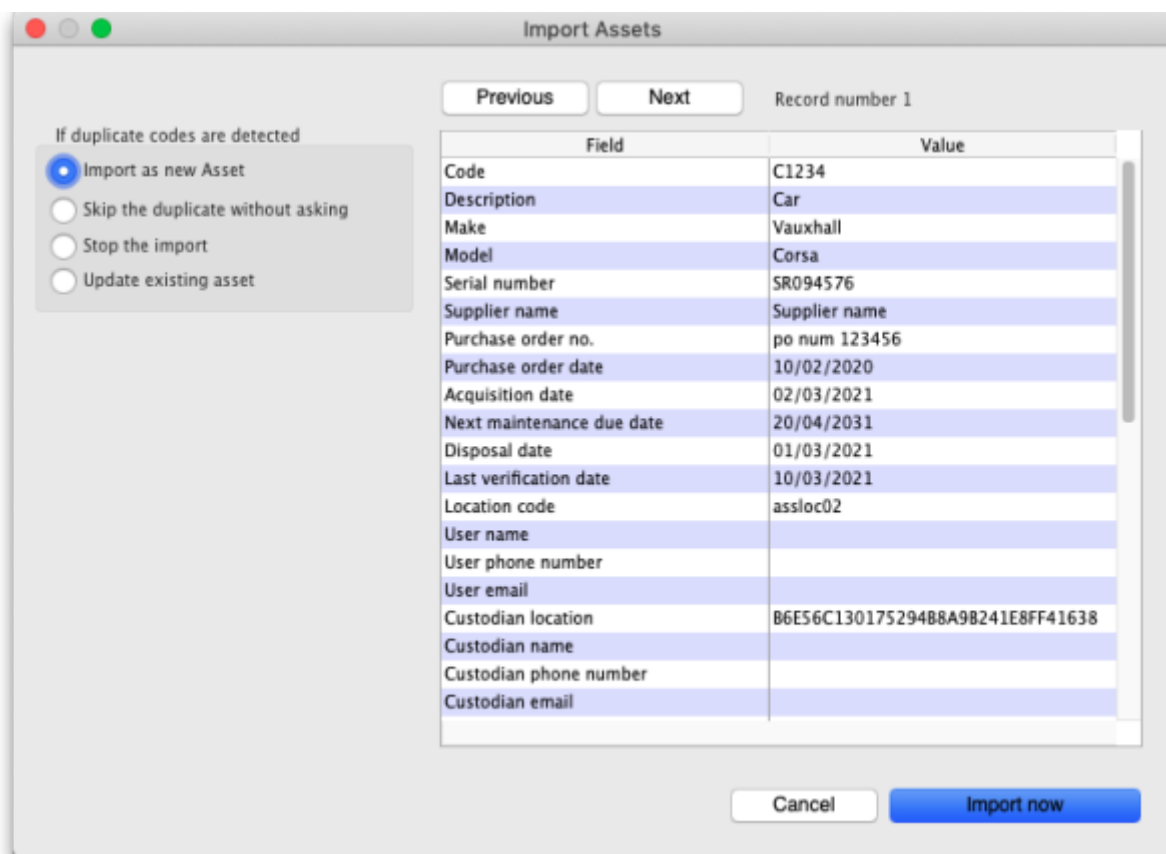 Import Assets
Previous Next Record number 1
If duplicate codes are detected
Import as new Asset
Skip the duplicate without asking
Stop the import
Update existing asset
Field Value
Code C1234
Description Car
Make Vauxhall
Model Corsa
Serial number SR094576
Supplier name Supplier name
Purchase order no. po num 123456
Purchase order date 10/02/2020
Acquisition date 02/03/2021
Next maintenance due date 20/04/2031
Disposal date 01/03/2021
Last verification date 10/03/2021
Location code assloc02
User name
User phone number
User email
Custodian location B6E56C130175294B8A9B241E8FF41638
Custodian name
Custodian phone number
Custodian email
Cancel Import now